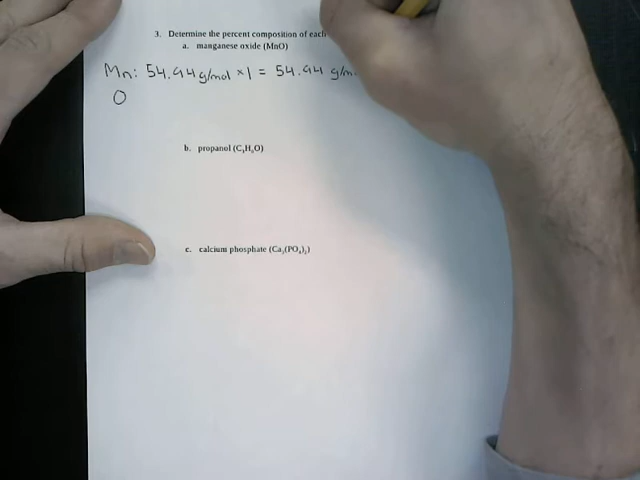 3. Determine the percent composition of each
a. manganese oxide (MnO)
Mn: 54.94 g/mol × 1 = 54.94 g/m
O
b. propanol (C₃H₈O)
c. calcium phosphate (Ca₃(PO₄)₂)